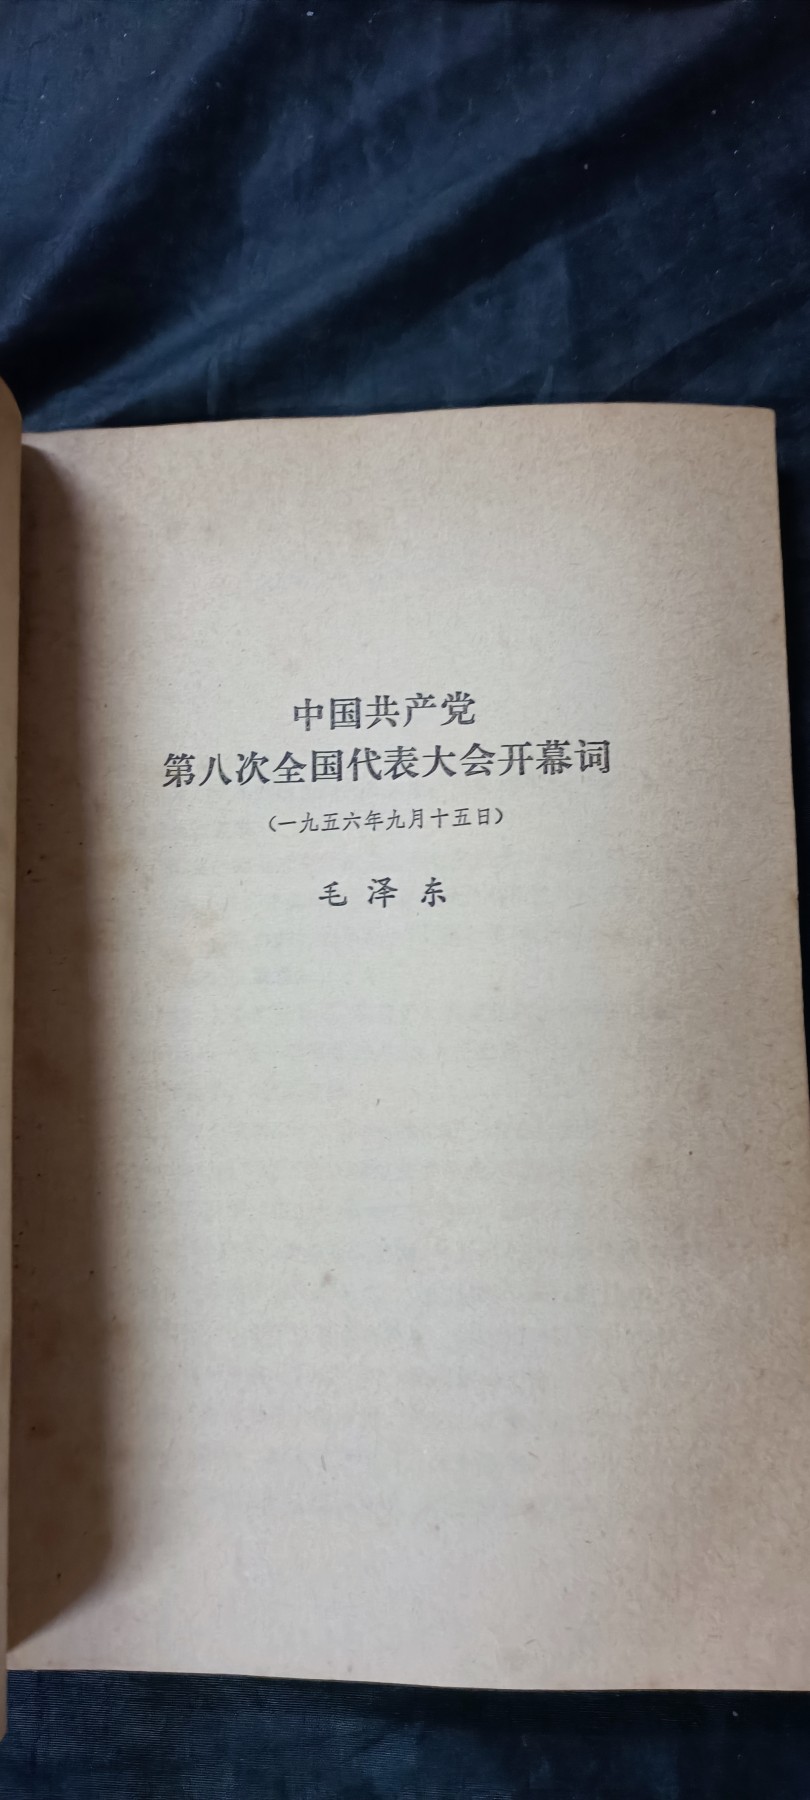 中国共产党
第八次全国代表大会开幕词
（一九五六年九月十五日）
毛泽东